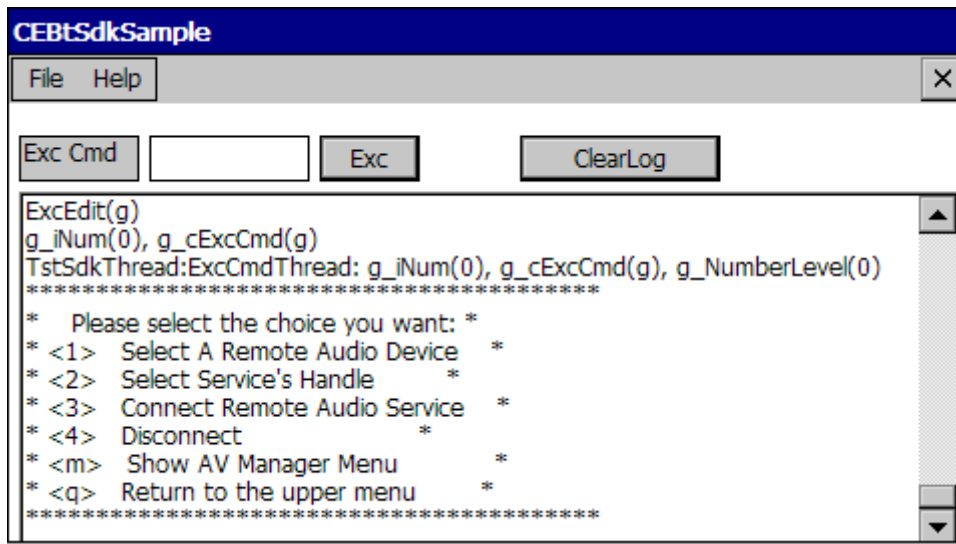 CEBtSdkSample
File Help
Exc Cmd Exc ClearLog
ExcEdit(g)
g_iNum(0), g_cExcCmd(g)
TstSdkThread:ExcCmdThread: g_iNum(0), g_cExcCmd(g), g_NumberLevel(0)
*****************************************
* Please select the choice you want: *
* <1> Select A Remote Audio Device *
* <2> Select Service's Handle *
* <3> Connect Remote Audio Service *
* <4> Disconnect *
* <m> Show AV Manager Menu *
* <q> Return to the upper menu *
*****************************************